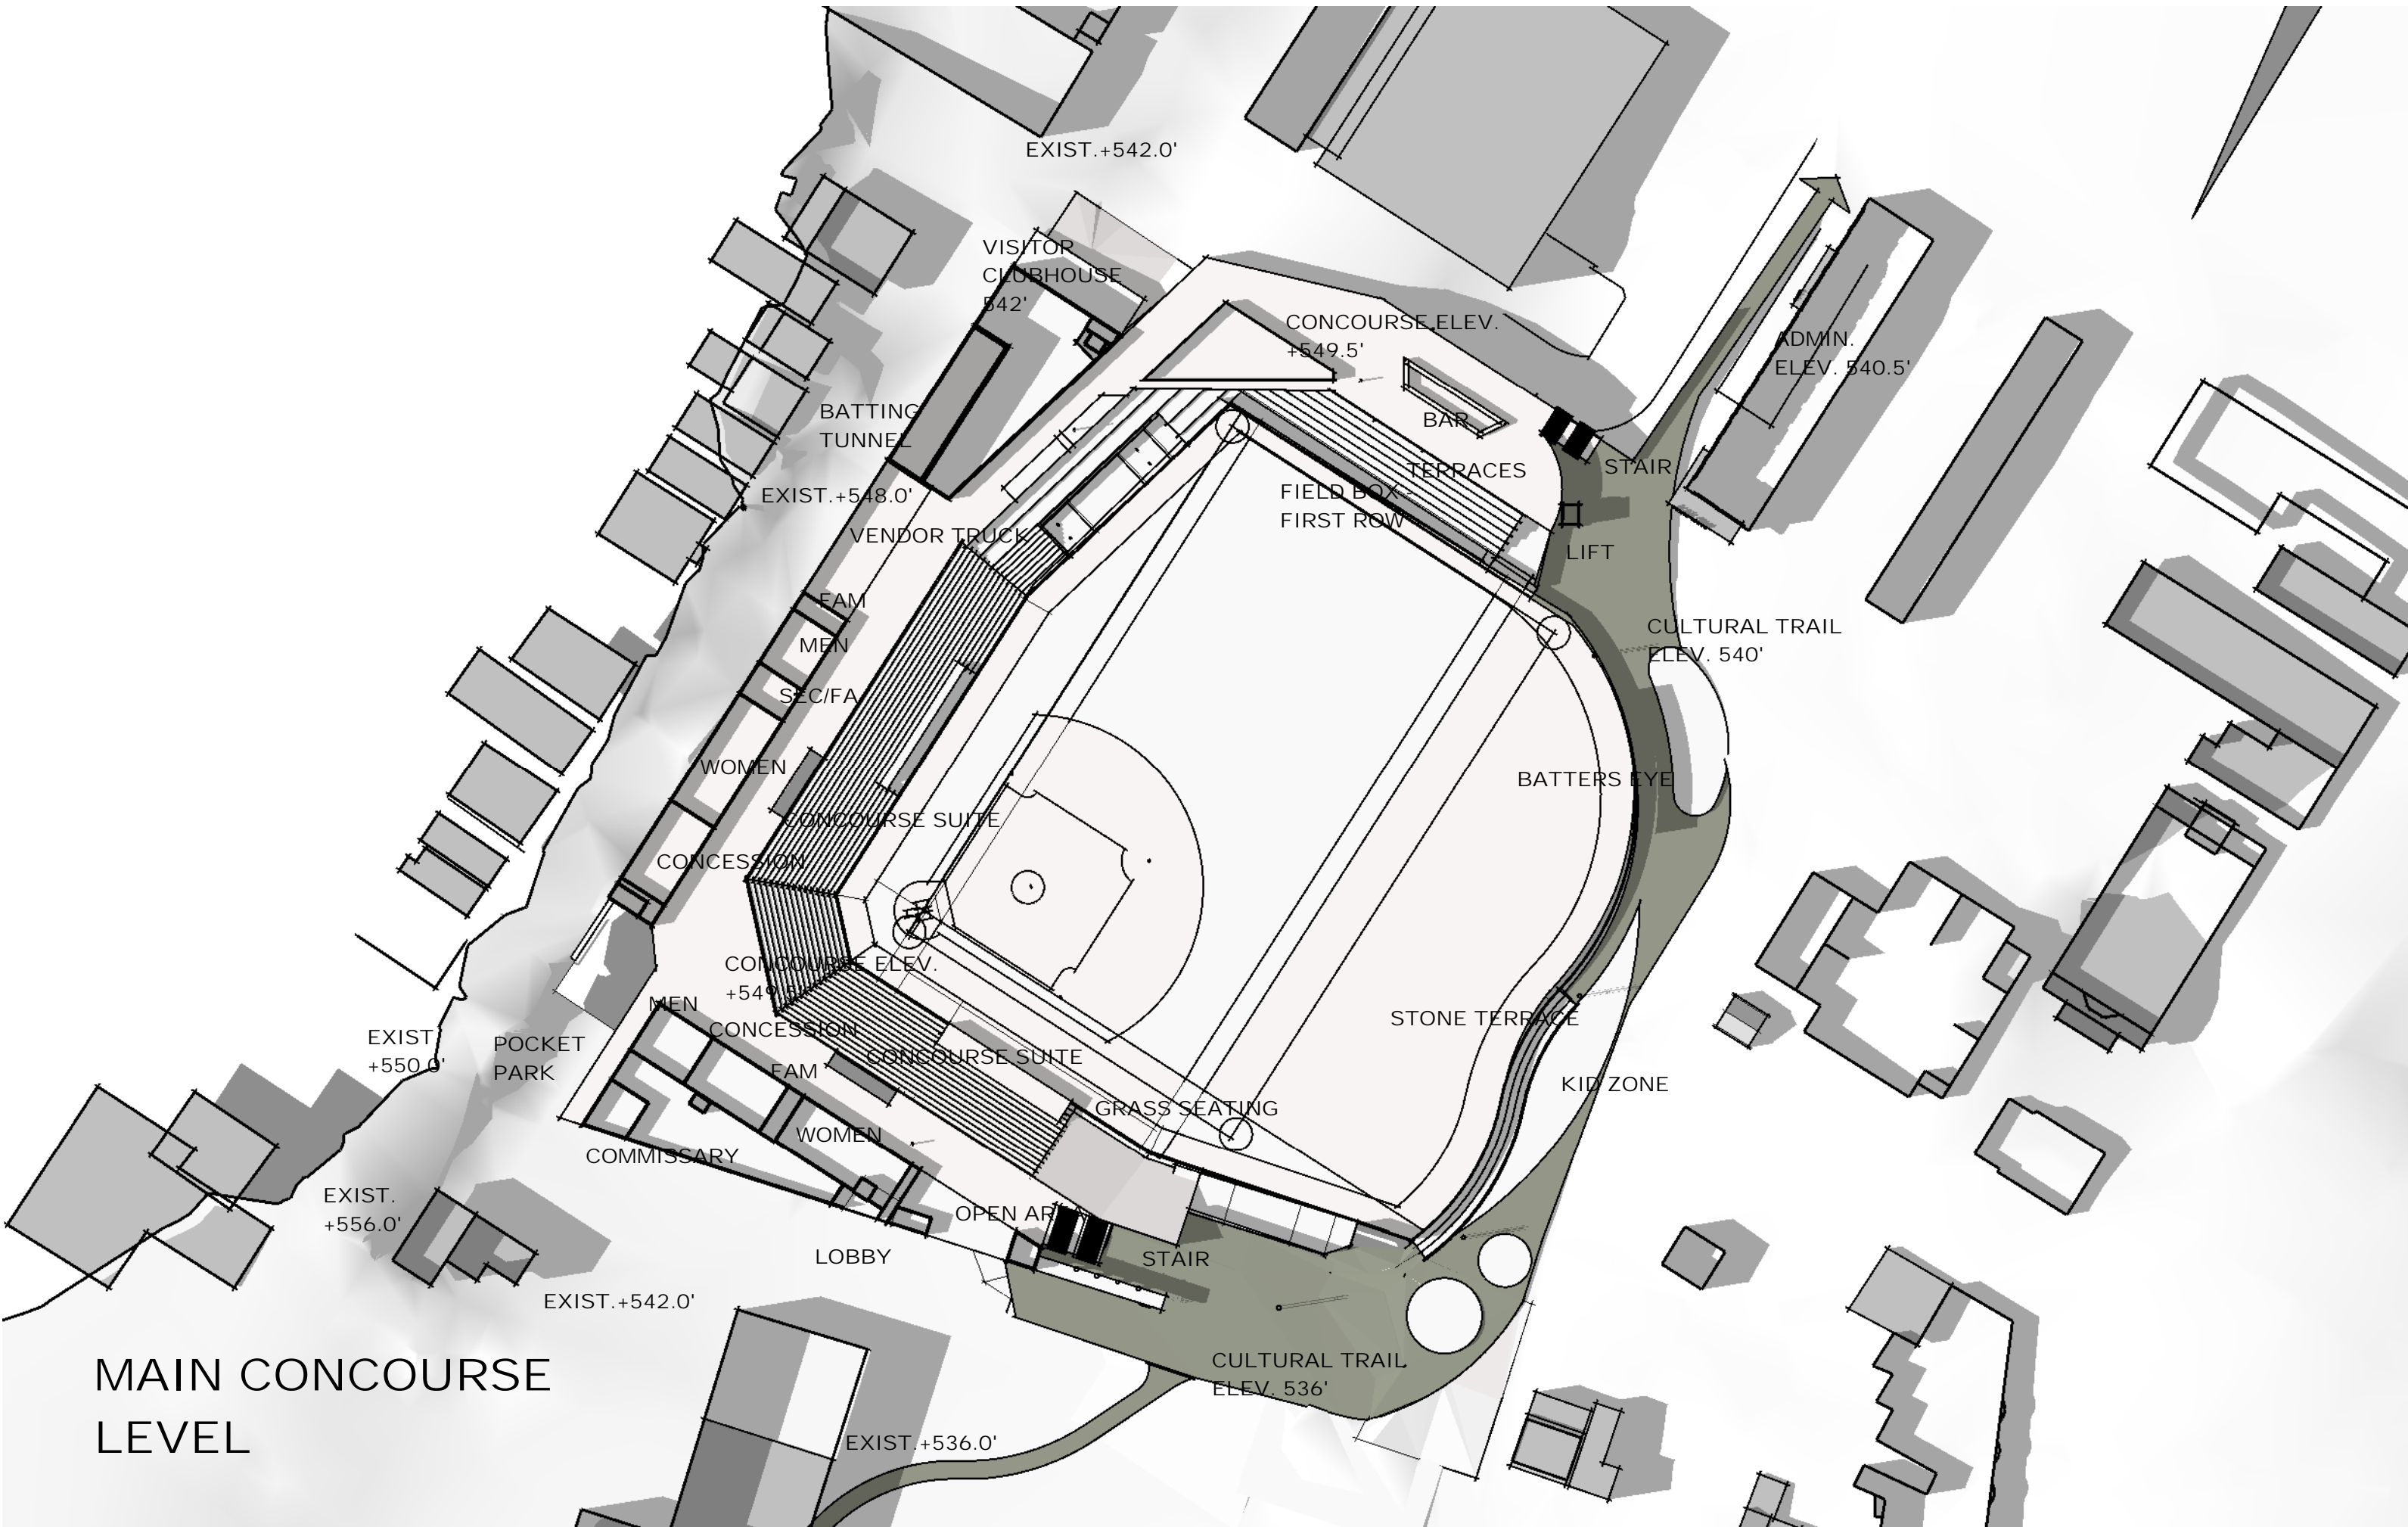 EXIST.+542.0'
VISITOR
CLUBHOUSE
542'
CONCOURSE ELEV.
+549.5'
ADMIN.
ELEV. 540.5'
BATTING
TUNNEL
BAR
TERRACES
STAIR
EXIST.+548.0'
FIELD BOX -
FIRST ROW
VENDOR TRUCK
LIFT
FAM
MEN
CULTURAL TRAIL
ELEV. 540'
SEC/FA
WOMEN
BATTERS EYE
CONCOURSE SUITE
CONCESSION
CONCOURSE ELEV.
MEN
STONE TERRACE
CONCESSION
EXIST.
+550.0'
POCKET
PARK
CONCOURSE SUITE
FAM
KID ZONE
GRASS SEATING
WOMEN
COMMISSARY
EXIST.
+556.0'
OPEN AREA
LOBBY
STAIR
EXIST.+542.0'
CULTURAL TRAIL
ELEV. 536'
EXIST.+536.0'
MAIN CONCOURSE
LEVEL